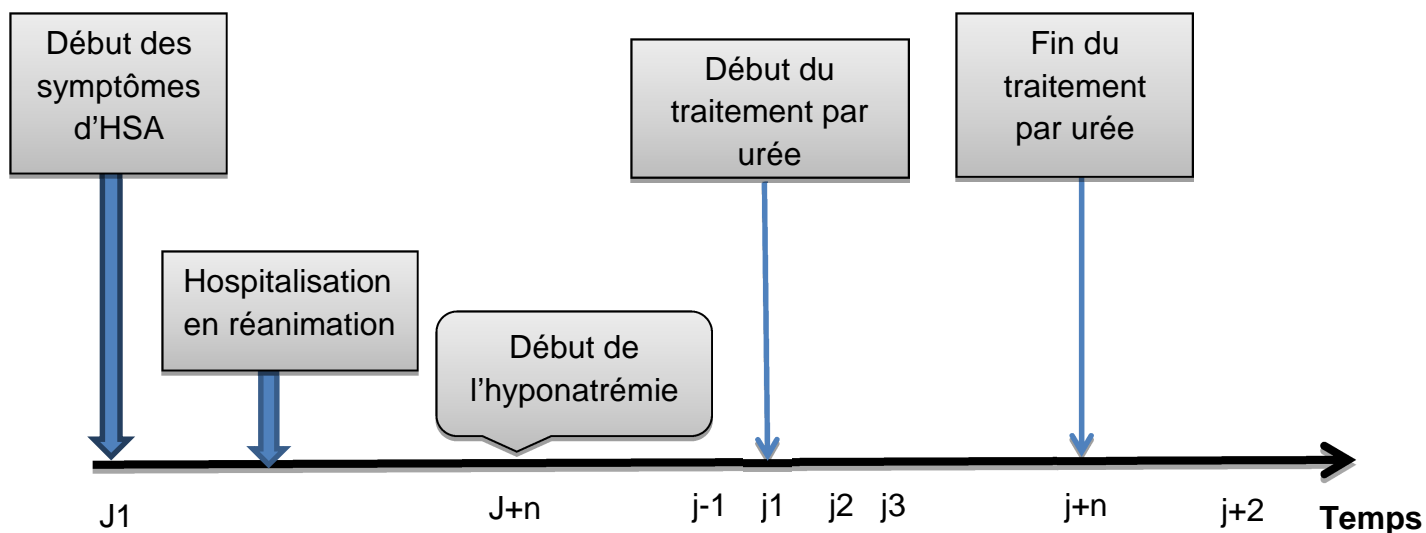 Début des
symptômes
d'HSA
Hospitalisation
en réanimation
Début de
l'hyponatrémie
Début du
traitement par
urée
Fin du
traitement
par urée
J1
J+n
j-1
j1
j2
j3
j+n
j+2
Temps